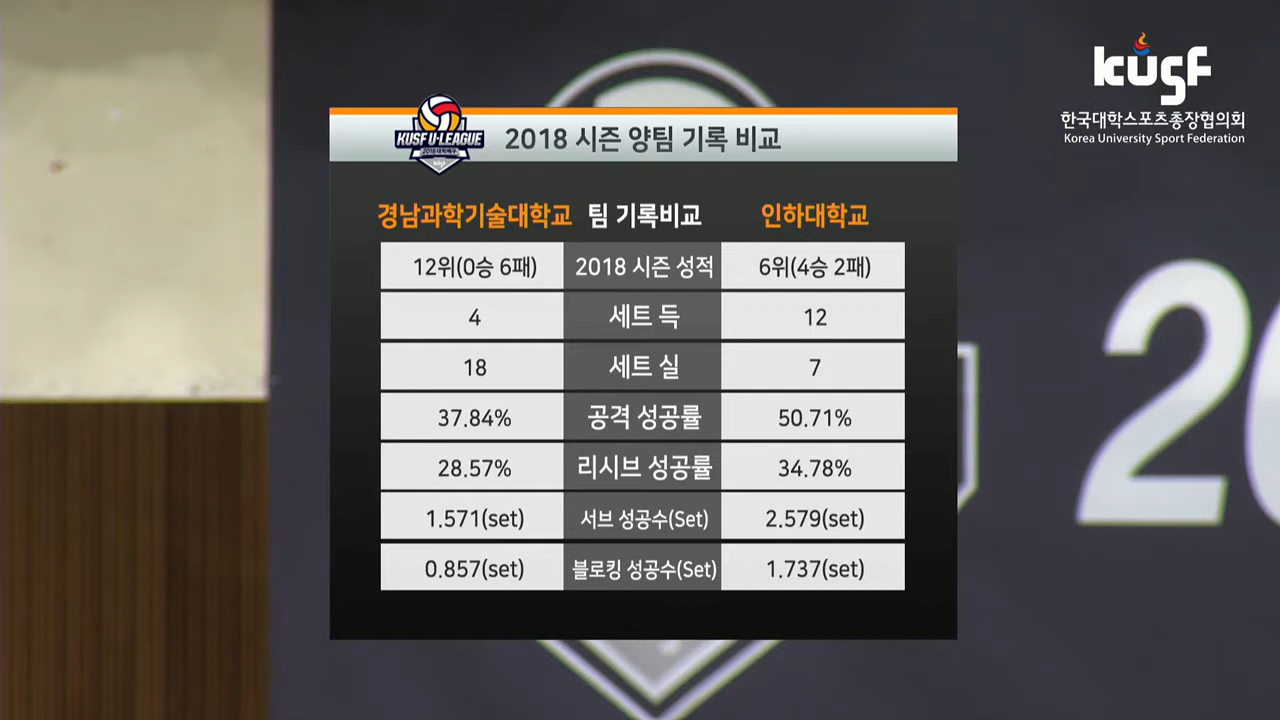 kusf
한국대학스포츠총장협의회
Korea University Sport Federation
KUSF U-LEAGUE
2018 대학배구
kusf
2018 시즌 양팀 기록 비교
경남과학기술대학교 팀 기록비교 인하대학교
12위(0승 6패) 2018 시즌 성적 6위(4승 2패)
4 세트 득 12
18 세트 실 7
37.84% 공격 성공률 50.71%
28.57% 리시브 성공률 34.78%
1.571(set) 서브 성공수(Set) 2.579(set)
0.857(set) 블로킹 성공수(Set) 1.737(set)